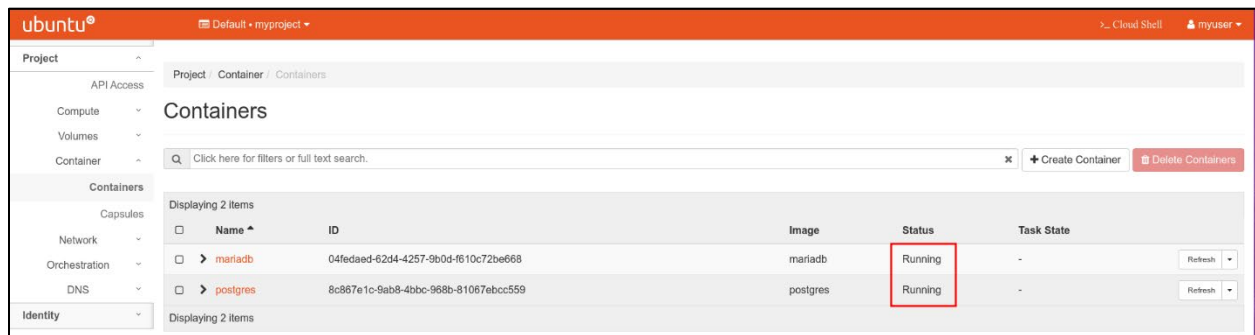 ubuntu® Default • myproject >_ Cloud Shell myuser
Project
API Access
Compute
Volumes
Container
Containers
Capsules
Network
Orchestration
DNS
Identity
Project / Container / Containers
Containers
Click here for filters or full text search. × + Create Container Delete Containers
Displaying 2 items
Name ID Image Status Task State
mariadb 04fedaed-62d4-4257-9b0d-f610c72be668 mariadb Running - Refresh
postgres 8c867e1c-9ab8-4bbc-968b-81067ebcc559 postgres Running - Refresh
Displaying 2 items